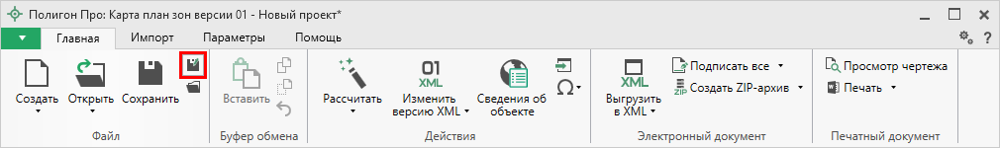 Полигон Про: Карта план зон версии 01 - Новый проект*
Главная Импорт Параметры Помощь
?
Создать Открыть Сохранить
Файл
Вставить
Буфер обмена
Рассчитать
01
XML
Изменить
версию XML
Сведения об
объекте
Ω
Действия
XML
Выгрузить
в XML
Подписать все
ZIP Создать ZIP-архив
Электронный документ
Просмотр чертежа
Печать
Печатный документ